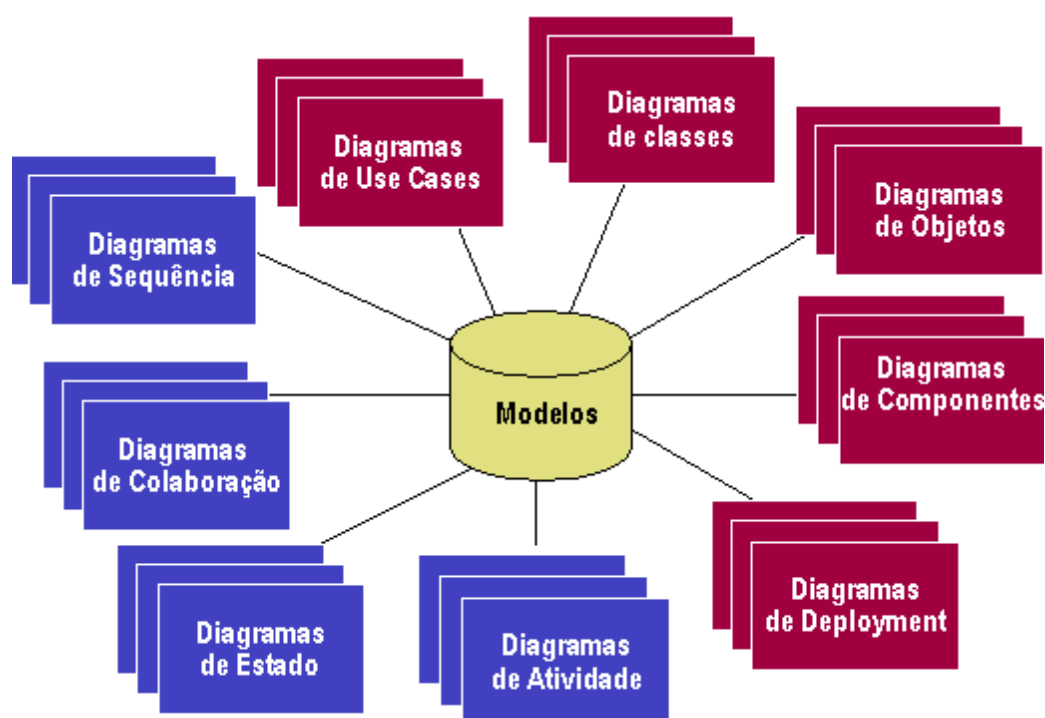 Diagramas
de classes
Diagramas
de Use Cases
Diagramas
de Objetos
Diagramas
de Sequência
Diagramas
de Componentes
Modelos
Diagramas
de Colaboração
Diagramas
de Deployment
Diagramas
de Estado
Diagramas
de Atividade